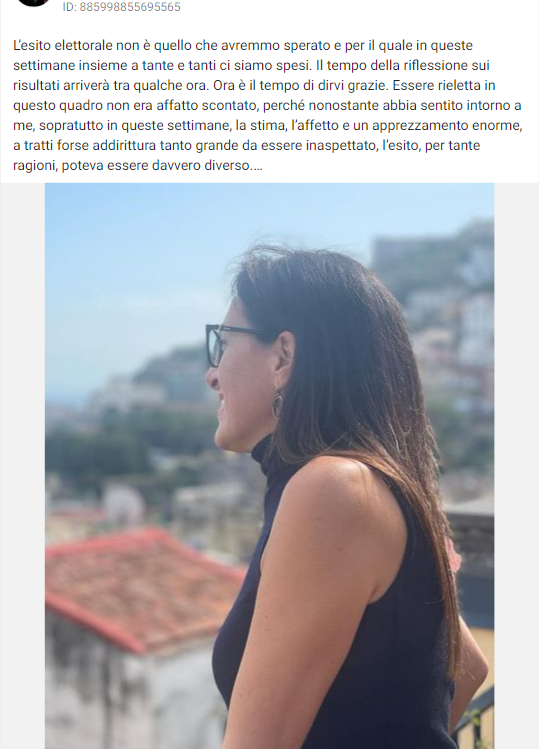 ID: 885998855695565
L'esito elettorale non è quello che avremmo sperato e per il quale in queste
settimane insieme a tante e tanti ci siamo spesi. Il tempo della riflessione sui
risultati arriverà tra qualche ora. Ora è il tempo di dirvi grazie. Essere rieletta in
questo quadro non era affatto scontato, perché nonostante abbia sentito intorno a
me, sopratutto in queste settimane, la stima, l'affetto e un apprezzamento enorme,
a tratti forse addirittura tanto grande da essere inaspettato, l'esito, per tante
ragioni, poteva essere davvero diverso....